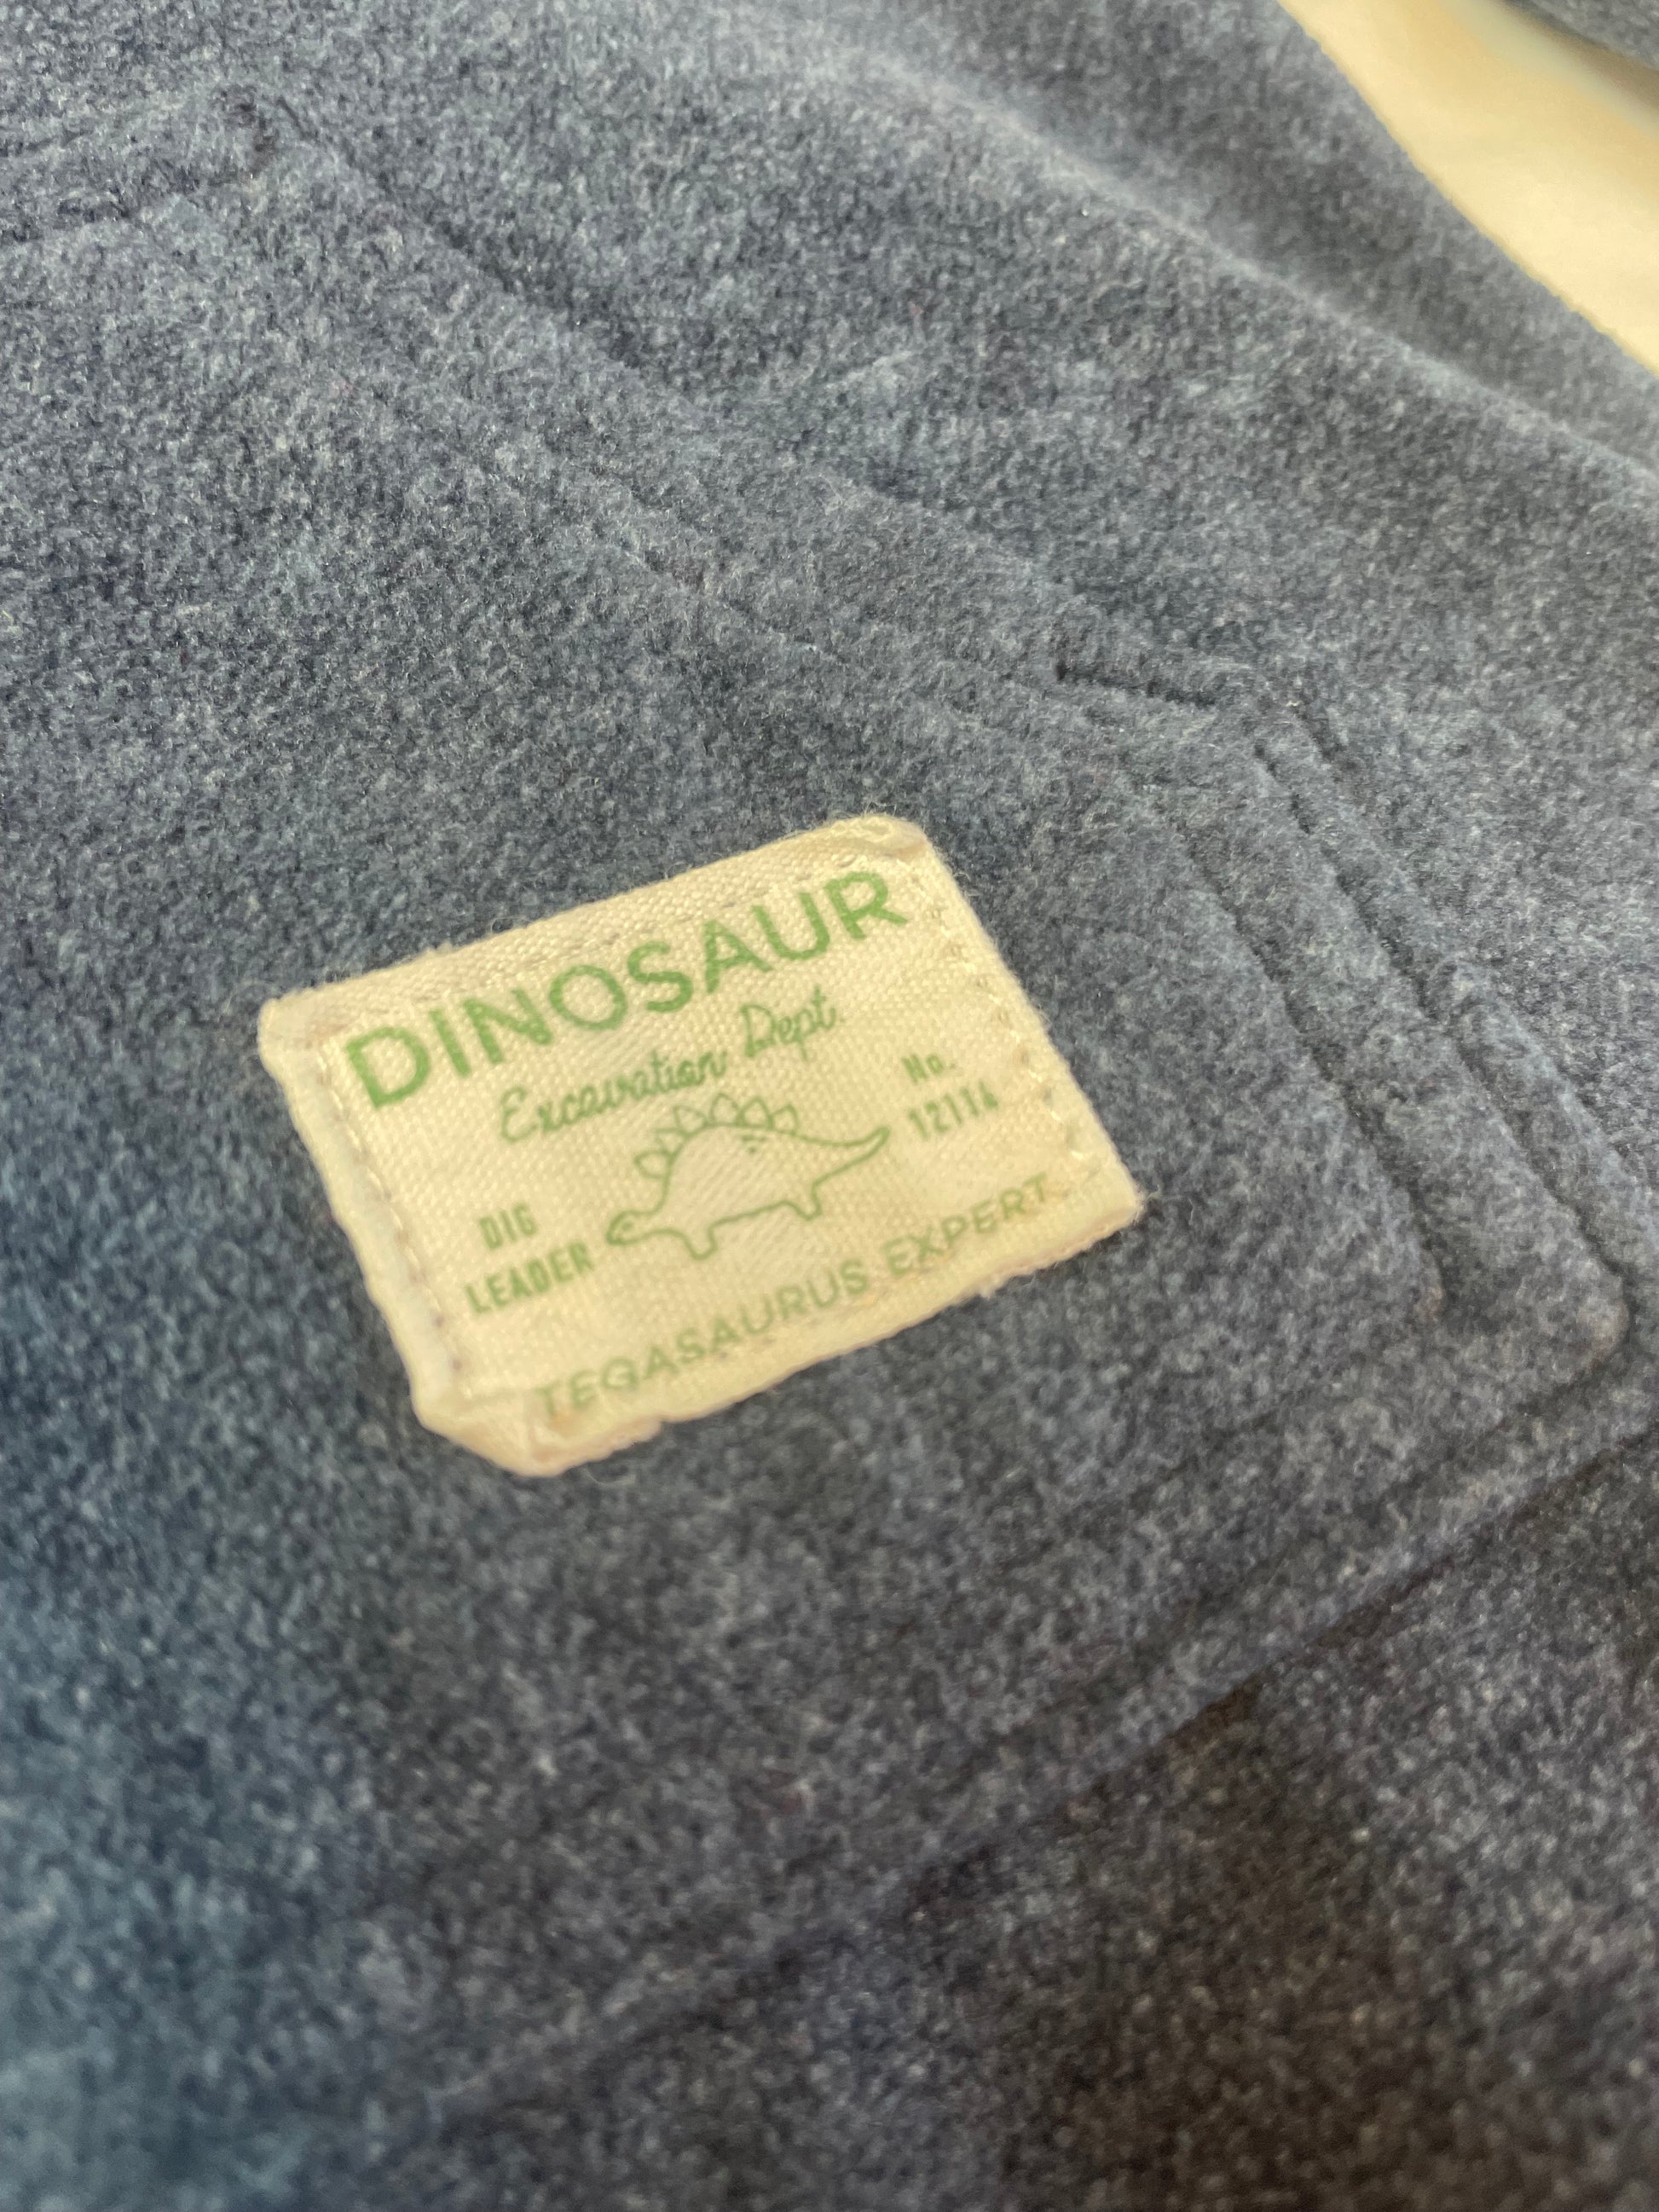 DINOSAUR
Excavation Dept
No.
12114
DIG
LEADER
TEGASAURUS EXPERT